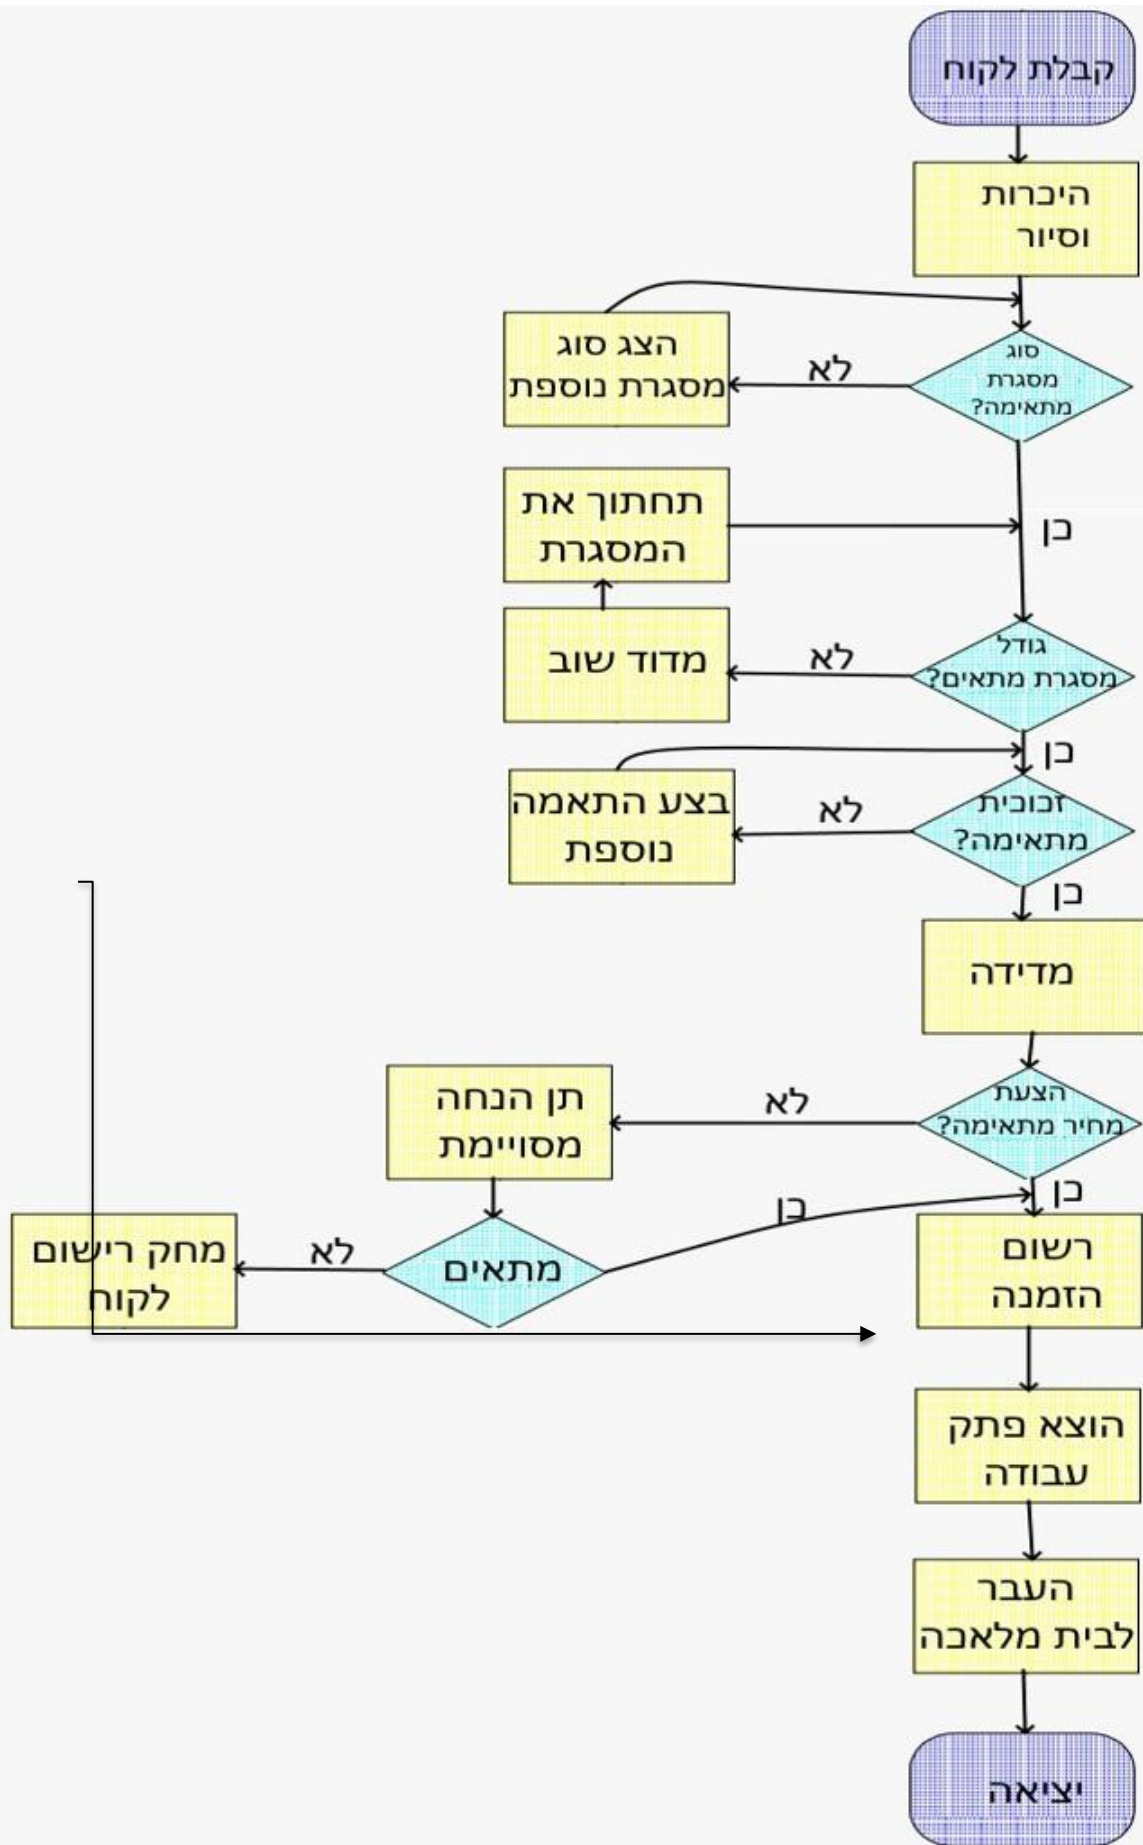 קבלת לקוח
היכרות
וסיור
סוג
מסגרת
מתאימה?
לא
הצג סוג
מסגרת נוספת
כן
תחתוך את
המסגרת
גודל
מסגרת מתאים?
לא
מדוד שוב
כן
זכוכית
מתאימה?
לא
בצע התאמה
נוספת
כן
מדידה
הצעת
מחיר מתאימה?
לא
תן הנחה
מסויימת
כן
כן
מתאים
לא
מחק רישום
לקוח
רשום
הזמנה
הוצא פתק
עבודה
העבר
לבית מלאכה
יציאה